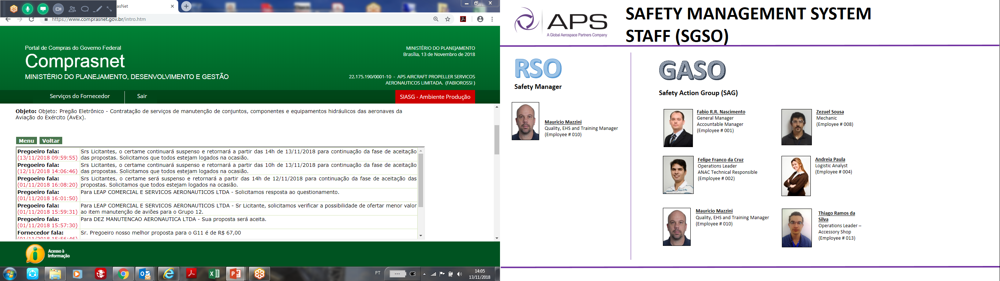 asNet
https://www.comprasnet.gov.br/intro.htm
Portal de Compras do Governo Federal
Comprasnet
MINISTÉRIO DO PLANEJAMENTO, DESENVOLVIMENTO E GESTÃO
MINISTÉRIO DO PLANEJAMENTO
Brasília, 13 de Novembro de 2018
22.175.190/0001-10 - APS AIRCRAFT PROPELLER SERVICOS
AERONAUTICOS LIMITADA. (FABIOROSSI )
Serviços do Fornecedor
Sair
SIASG - Ambiente Produção
Objeto: Objeto: Pregão Eletrônico - Contratação de serviços de manutenção de conjuntos, componentes e equipamentos hidráulicos das aeronaves da
Aviação do Exército (AvEx).
Menu Voltar
Pregoeiro fala: Srs Licitantes, o certame continuará suspenso e retornará a partir das 14h de 13/11/2018 para continuação da fase de aceitação
(13/11/2018 09:59:55) das propostas. Solicitamos que todos estejam logados na ocasião.
Pregoeiro fala: Srs Licitantes, o certame continuará suspenso e retornará a partir das 10h de 13/11/2018 para continuação da fase de aceitação
(12/11/2018 14:06:46) das propostas. Solicitamos que todos estejam logados na ocasião.
Pregoeiro fala: Srs Licitantes, o certame será suspenso e retornará a partir das 14h de 12/11/2018 para continuação da fase de aceitação das
(01/11/2018 16:08:20) propostas. Solicitamos que todos estejam logados na ocasião.
Pregoeiro fala: Para LEAP COMERCIAL E SERVICOS AERONAUTICOS LTDA - Solicitamos resposta ao questionamento.
(01/11/2018 16:01:50)
Pregoeiro fala: Para LEAP COMERCIAL E SERVICOS AERONAUTICOS LTDA - Sr Licitante, solicitamos verificar a possibilidade de ofertar menor valor
(01/11/2018 15:59:31) ao item manutenção de aviões para o Grupo 12.
Pregoeiro fala: Para DEZ MANUTENCAO AERONAUTICA LTDA - Sua proposta será aceita.
(01/11/2018 15:57:30)
Fornecedor fala: Sr. Pregoeiro nosso melhor proposta para o G11 é de R$ 67,00
(01/11/2018 15:56:46)
Acesso à
Informação
PT
14:05
13/11/2018
APS
A Global Aerospace Partners Company
SAFETY MANAGEMENT SYSTEM
STAFF (SGSO)
RSO
Safety Manager
Mauricio Mazzini
Quality, EHS and Training Manager
(Employee # 010)
GASO
Safety Action Group (SAG)
Fabio R.R. Nascimento
General Manager
Accountable Manager
(Employee # 001)
Zezuel Sousa
Mechanic
(Employee # 008)
Felipe Franco da Cruz
Operations Leader
ANAC Technical Responsible
(Employee # 002)
Andreia Paula
Logistic Analyst
(Employee # 004)
Mauricio Mazzini
Quality, EHS and Training Manager
(Employee # 010)
Thiago Ramos da
Silva
Operations Leader –
Accessory Shop
(Employee # 013)